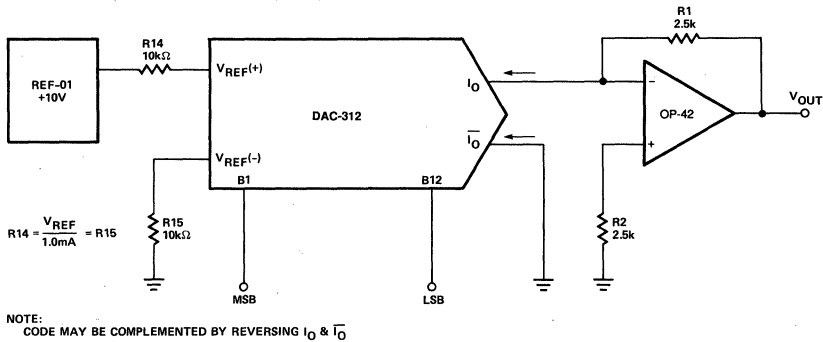 REF-01
+10V
R14
10kΩ
VREF(+)
DAC-312
IO
R1
2.5k
−
OP-42
+
VOUT
IO
VREF(−)
B1
B12
R14 = VREF/1.0mA = R15
R15
10kΩ
R2
2.5k
MSB
LSB
NOTE:
CODE MAY BE COMPLEMENTED BY REVERSING IO & I̅O̅